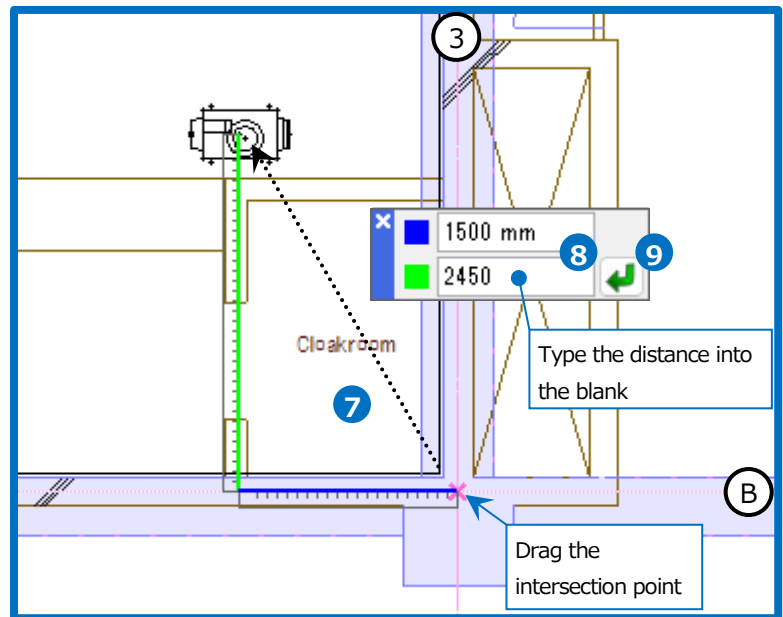 3
1500 mm
8
9
2450
Cloakroom
Type the distance into
the blank
7
B
Drag the
intersection point